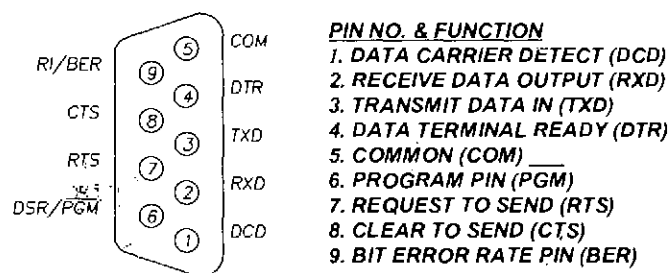 5 COM
RI/BER 9
4 DTR
CTS 8
3 TXD
RTS 7
2 RXD
DSR/PGM 6
1 DCD
PIN NO. & FUNCTION
1. DATA CARRIER DETECT (DCD)
2. RECEIVE DATA OUTPUT (RXD)
3. TRANSMIT DATA IN (TXD)
4. DATA TERMINAL READY (DTR)
5. COMMON (COM)
6. PROGRAM PIN (PGM)
7. REQUEST TO SEND (RTS)
8. CLEAR TO SEND (CTS)
9. BIT ERROR RATE PIN (BER)